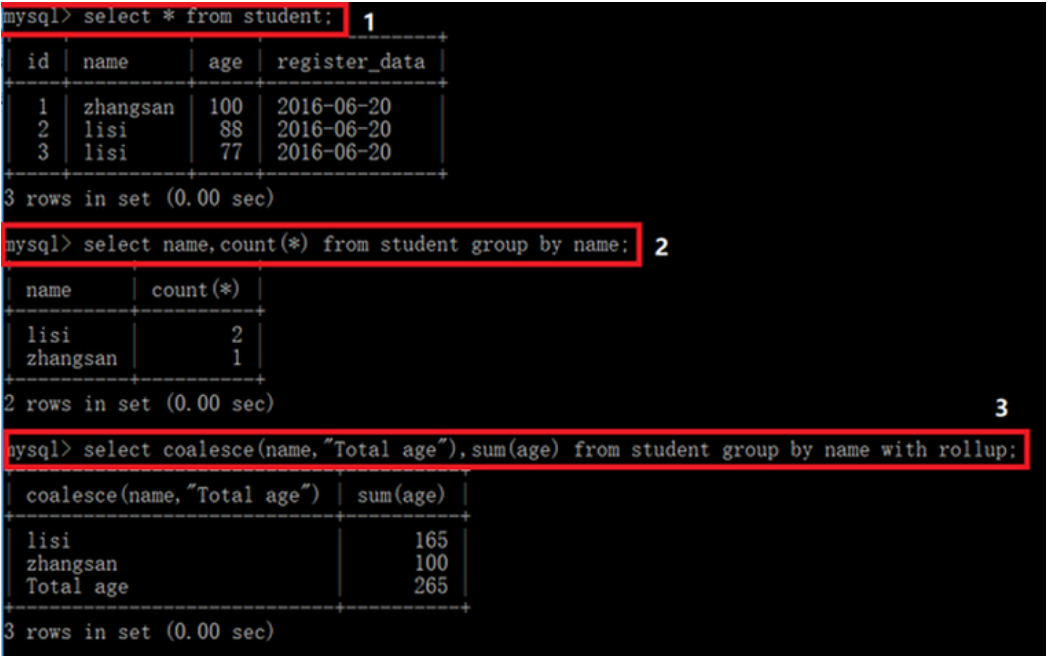 mysql> select * from student; 1
| id | name | age | register_data |
| 1 | zhangsan | 100 | 2016-06-20 |
| 2 | lisi | 88 | 2016-06-20 |
| 3 | lisi | 77 | 2016-06-20 |
3 rows in set (0.00 sec)
mysql> select name,count(*) from student group by name; 2
| name | count(*) |
| lisi | 2 |
| zhangsan | 1 |
2 rows in set (0.00 sec)
3
mysql> select coalesce(name,"Total age"),sum(age) from student group by name with rollup;
| coalesce(name,"Total age") | sum(age) |
| lisi | 165 |
| zhangsan | 100 |
| Total age | 265 |
3 rows in set (0.00 sec)